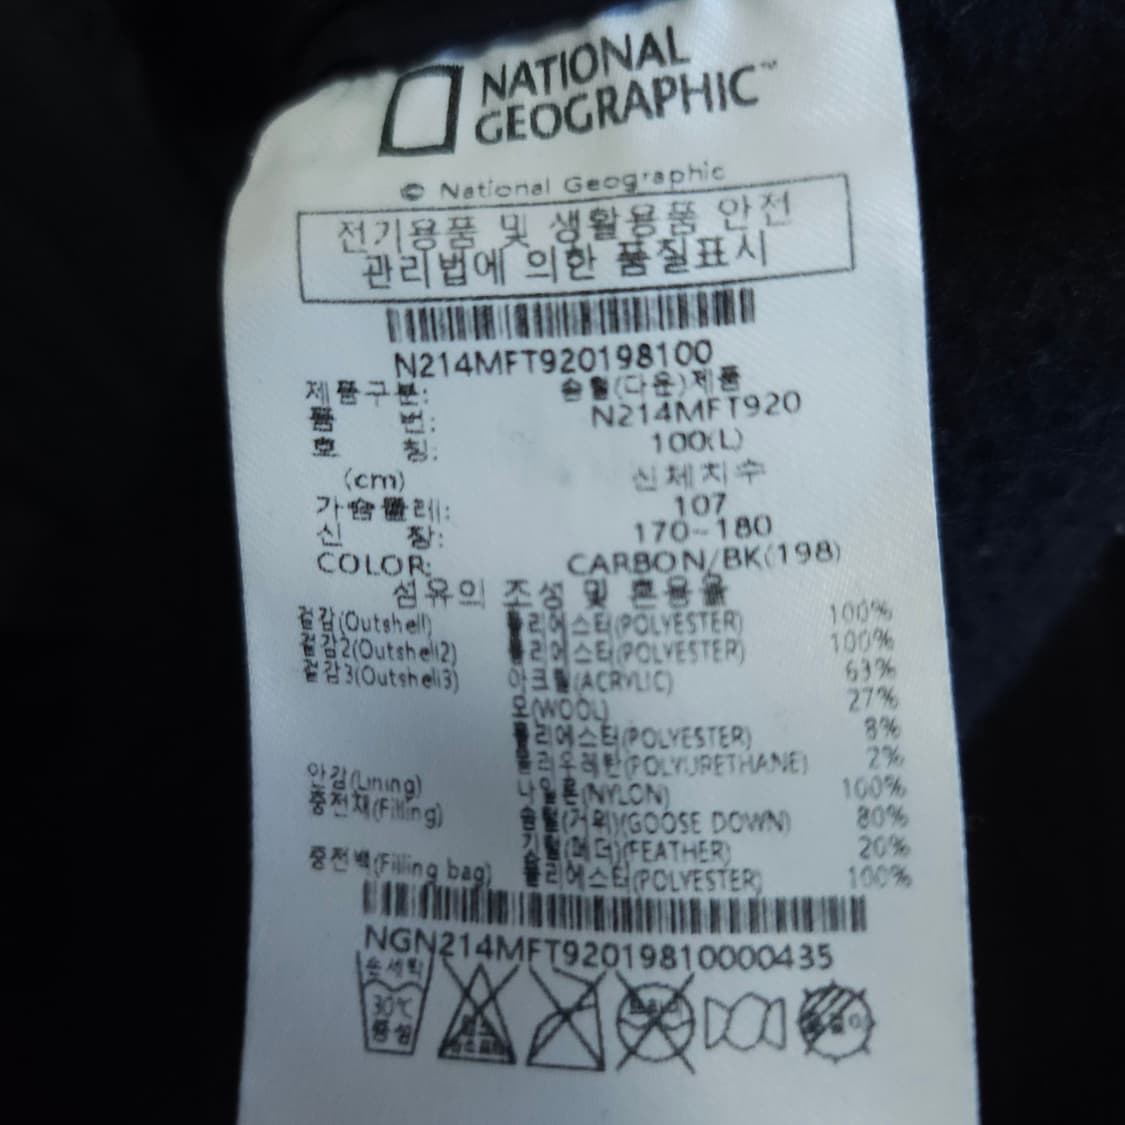 NATIONAL
GEOGRAPHIC™
© National Geographic
전기용품 및 생활용품 안전
관리법에 의한 품질표시
N214MFT920198100
제품구분: 솜털(다운)제품
품 번: N214MFT920
호 칭: 100(L)
(cm) 신체치수
가슴둘레: 107
신 장: 170~180
COLOR: CARBON/BK(198)
섬유의 조성 및 혼용율
겉감(Outshell) 폴리에스터(POLYESTER) 100%
겉감2(Outshell2) 폴리에스터(POLYESTER) 100%
겉감3(Outshell3) 아크릴(ACRYLIC) 63%
모(WOOL) 27%
폴리에스터(POLYESTER) 8%
폴리우레탄(POLYURETHANE) 2%
안감(Lining) 나일론(NYLON) 100%
충전재(Filling) 솜털(거위)(GOOSE DOWN) 80%
깃털(페더)(FEATHER) 20%
충전백(Filling bag) 폴리에스터(POLYESTER) 100%
NGN214MFT92019810000435
손세탁
30℃
중성
염소
드라이